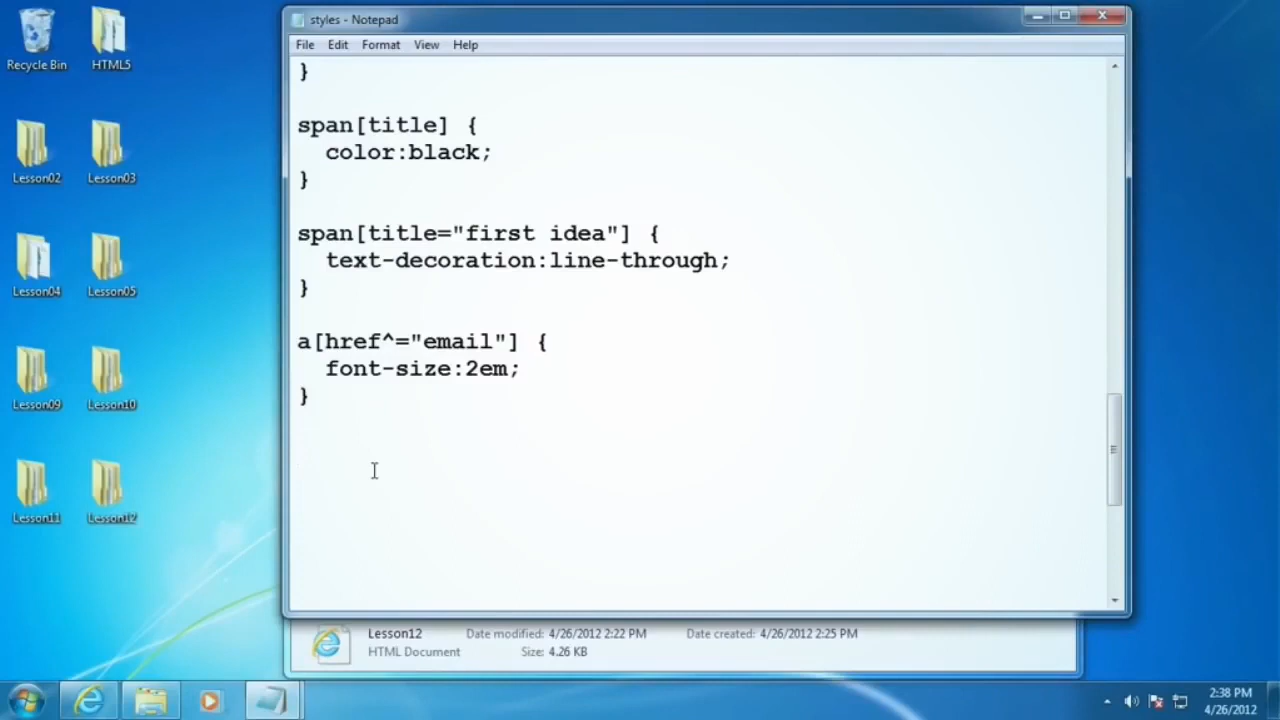 styles - Notepad
File Edit Format View Help
}
span[title] {
color:black;
}
span[title="first idea"] {
text-decoration:line-through;
}
a[href^="email"] {
font-size:2em;
}
Recycle Bin HTML5
Lesson02 Lesson03
Lesson04 Lesson05
Lesson09 Lesson10
Lesson11 Lesson12
Lesson12 Date modified: 4/26/2012 2:22 PM Date created: 4/26/2012 2:25 PM
HTML Document Size: 4.26 KB
2:38 PM
4/26/2012